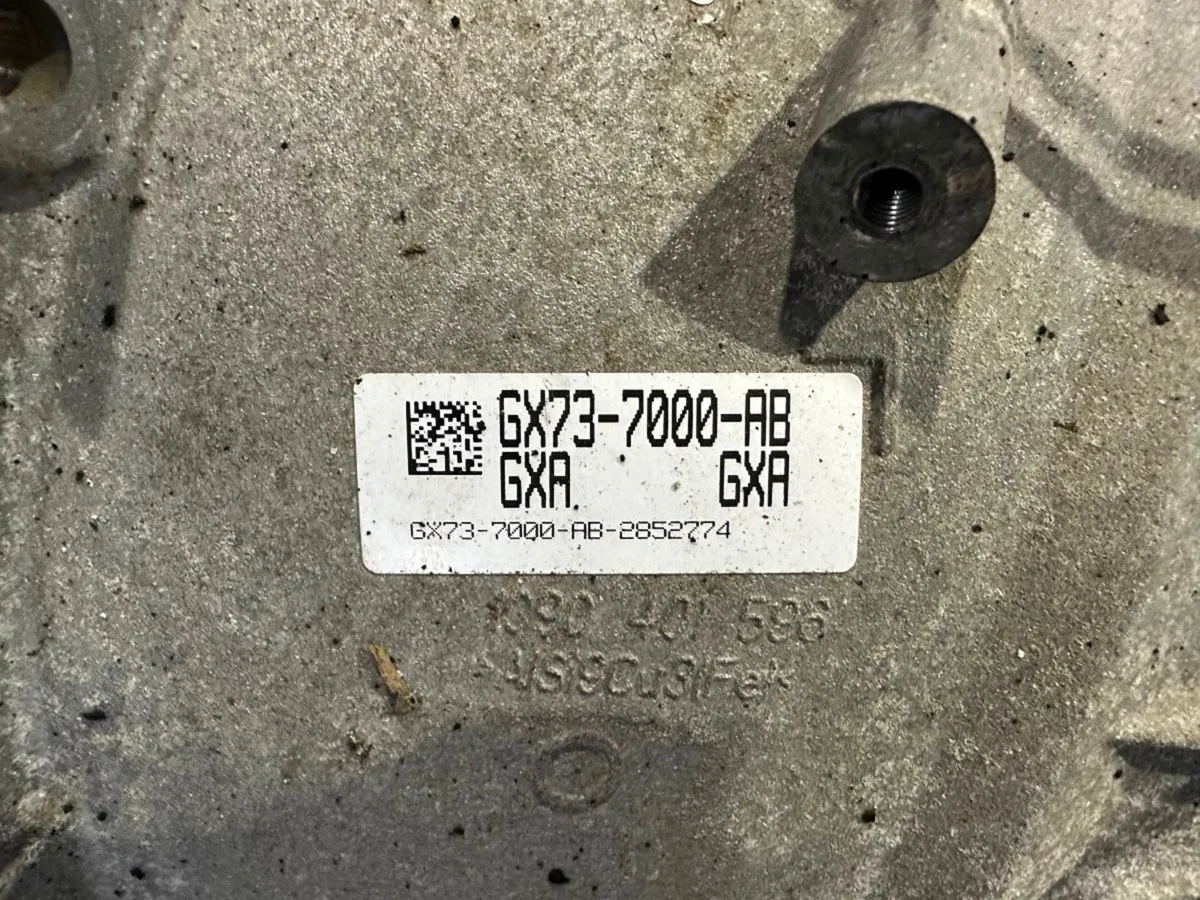 GX73-7000-AB
GXA GXA
GX73-7000-AB-2852774
1090 401 596
>AlSi9Cu3(Fe)<